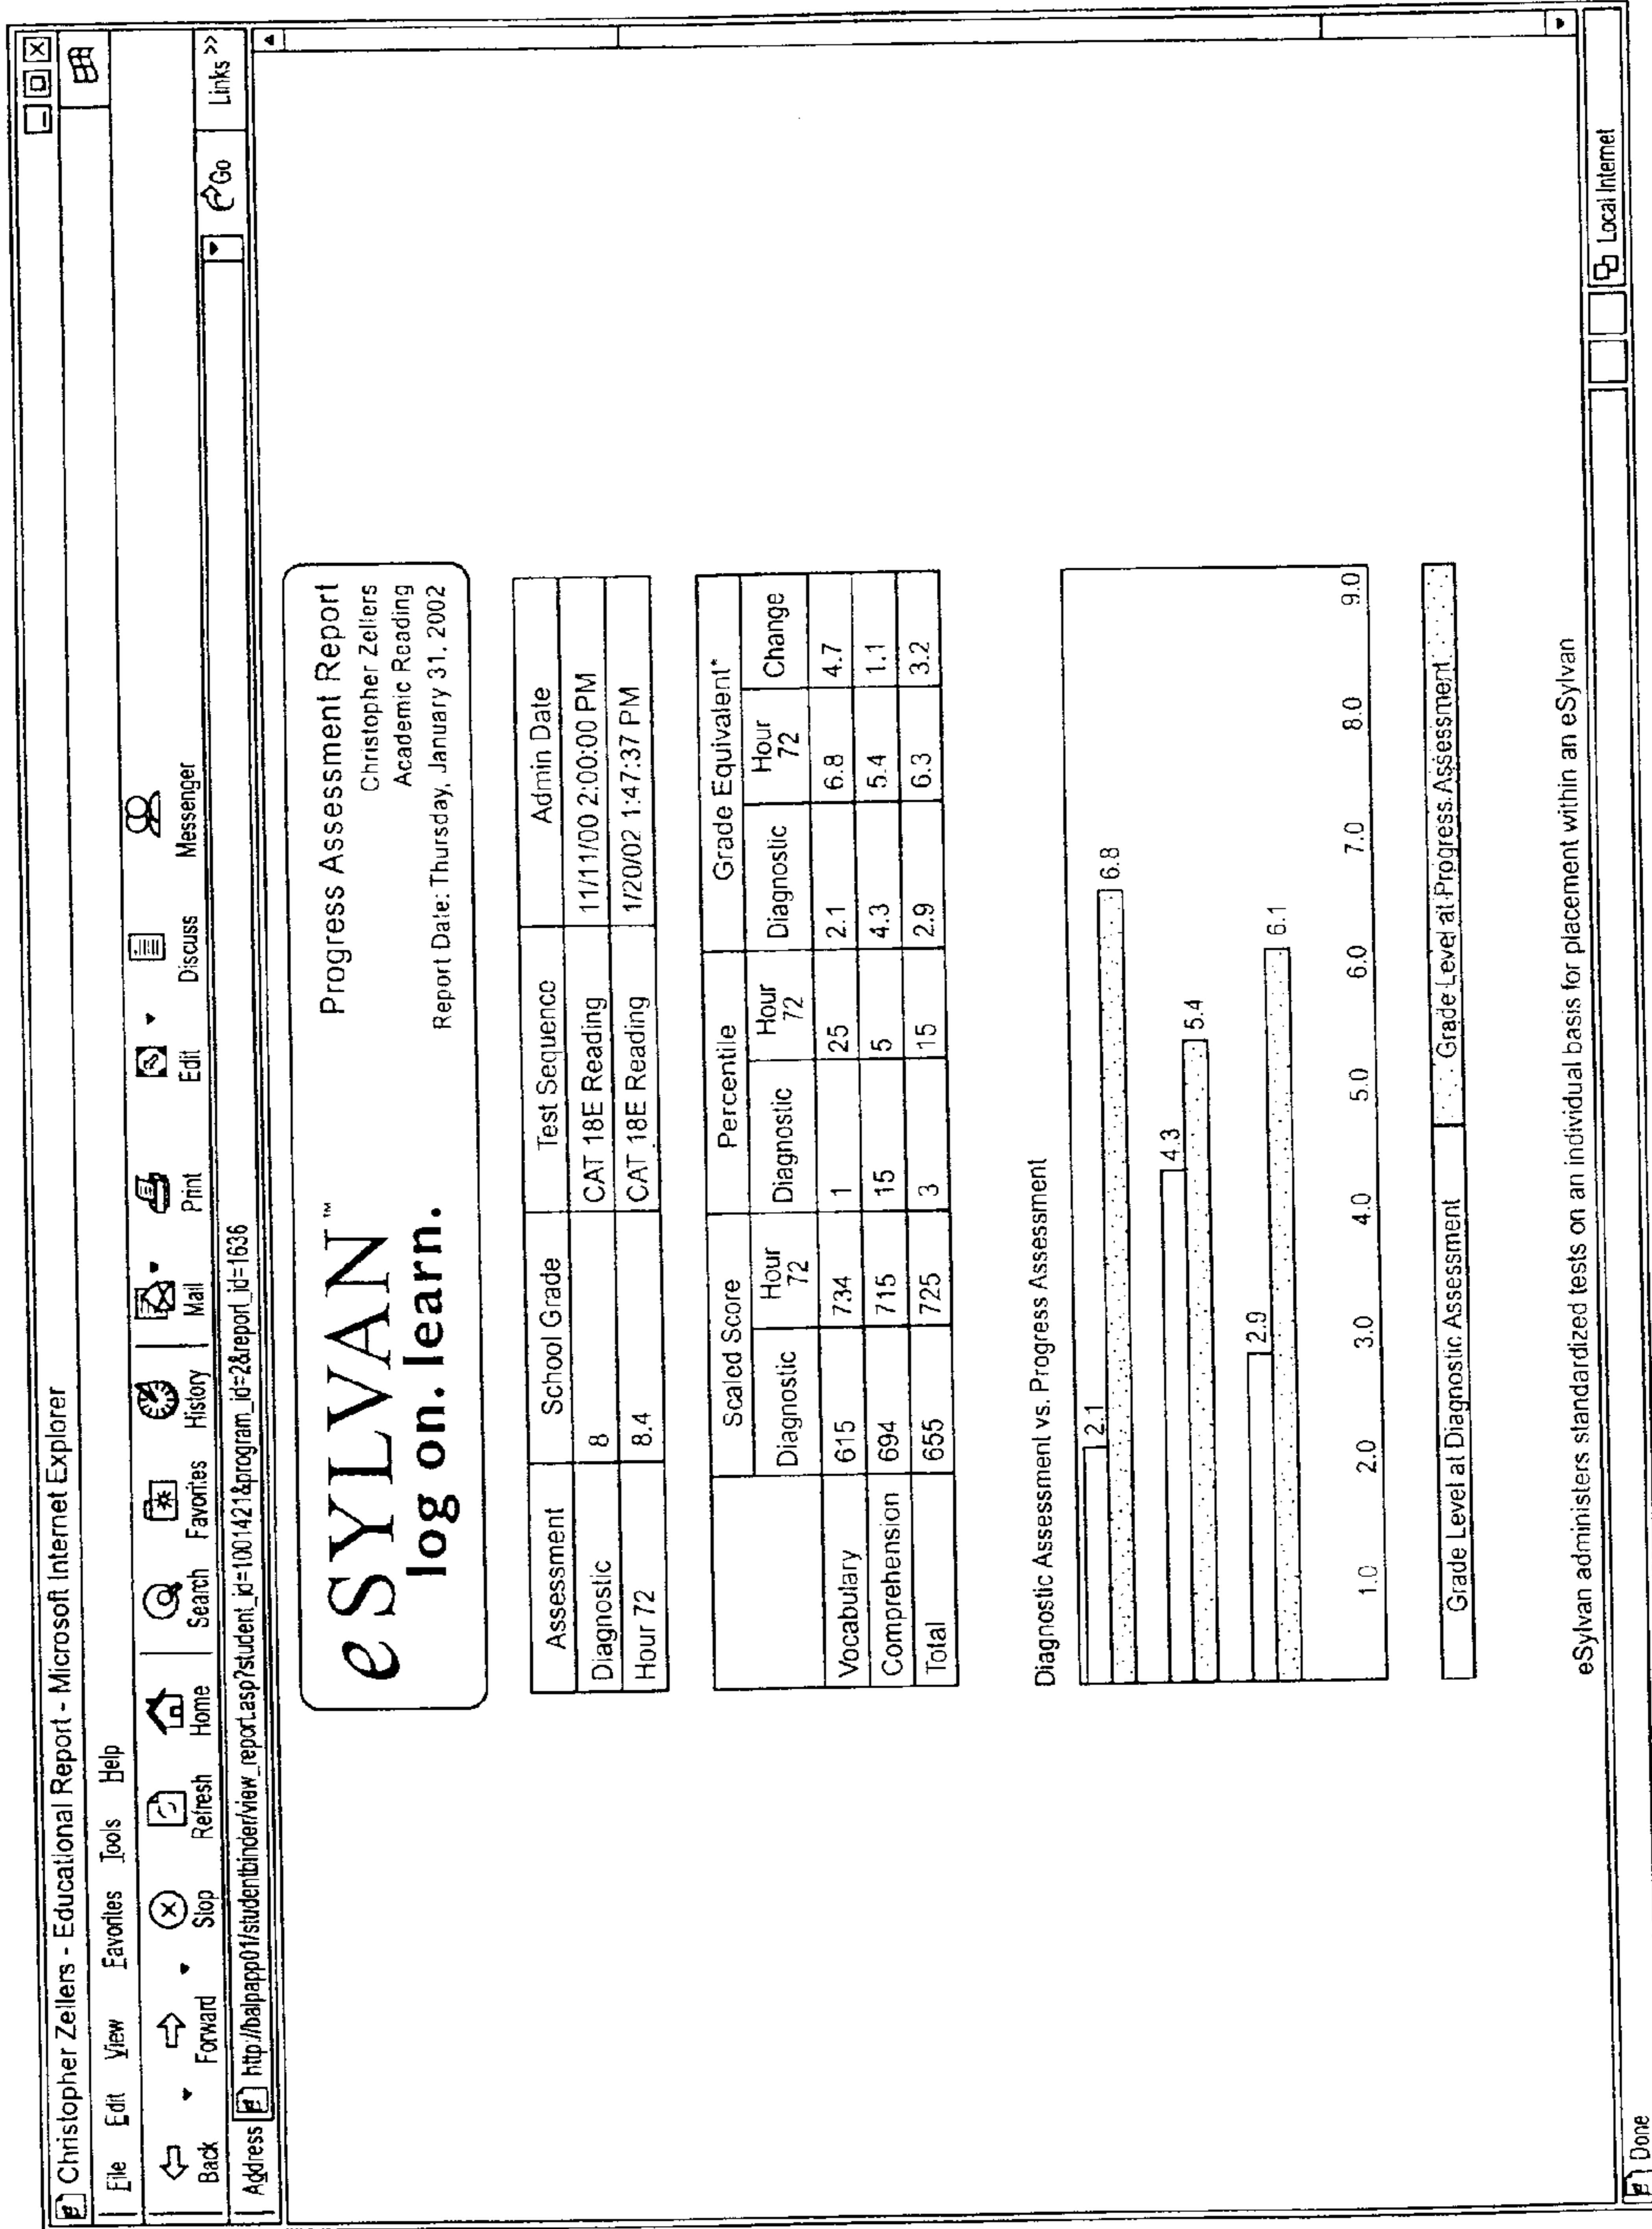 Christopher Zellers - Educational Report - Microsoft Internet Explorer
File Edit View Favorites Tools Help
Back Forward Stop Refresh Home Search Favorites History Mail Print Edit Discuss Messenger
Address http://balpapp01/studentbinder/view_report.asp?student_id=1001421&program_id=2&report_id=1636 Go Links >>
eSYLVAN™
log on. learn.
Progress Assessment Report
Christopher Zellers
Academic Reading
Report Date: Thursday, January 31, 2002
Assessment School Grade Test Sequence Admin Date
Diagnostic 8 CAT 18E Reading 11/11/00 2:00:00 PM
Hour 72 8.4 CAT 18E Reading 1/20/02 1:47:37 PM
Scaled Score Percentile Grade Equivalent*
Diagnostic Hour 72 Diagnostic Hour 72 Diagnostic Hour 72 Change
Vocabulary 615 734 1 25 2.1 6.8 4.7
Comprehension 694 715 15 5 4.3 5.4 1.1
Total 655 725 3 15 2.9 6.3 3.2
Diagnostic Assessment vs. Progress Assessment
2.1
6.8
4.3
5.4
2.9
6.1
1.0 2.0 3.0 4.0 5.0 6.0 7.0 8.0 9.0
Grade Level at Diagnostic Assessment Grade Level at Progress Assessment
eSylvan administers standardized tests on an individual basis for placement within an eSylvan
Done Local Internet